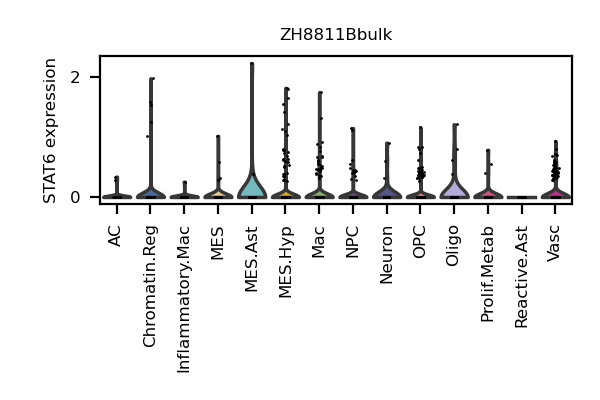 ZH8811Bbulk
STAT6 expression
2
0
AC
Chromatin.Reg
Inflammatory.Mac
MES
MES.Ast
MES.Hyp
Mac
NPC
Neuron
OPC
Oligo
Prolif.Metab
Reactive.Ast
Vasc